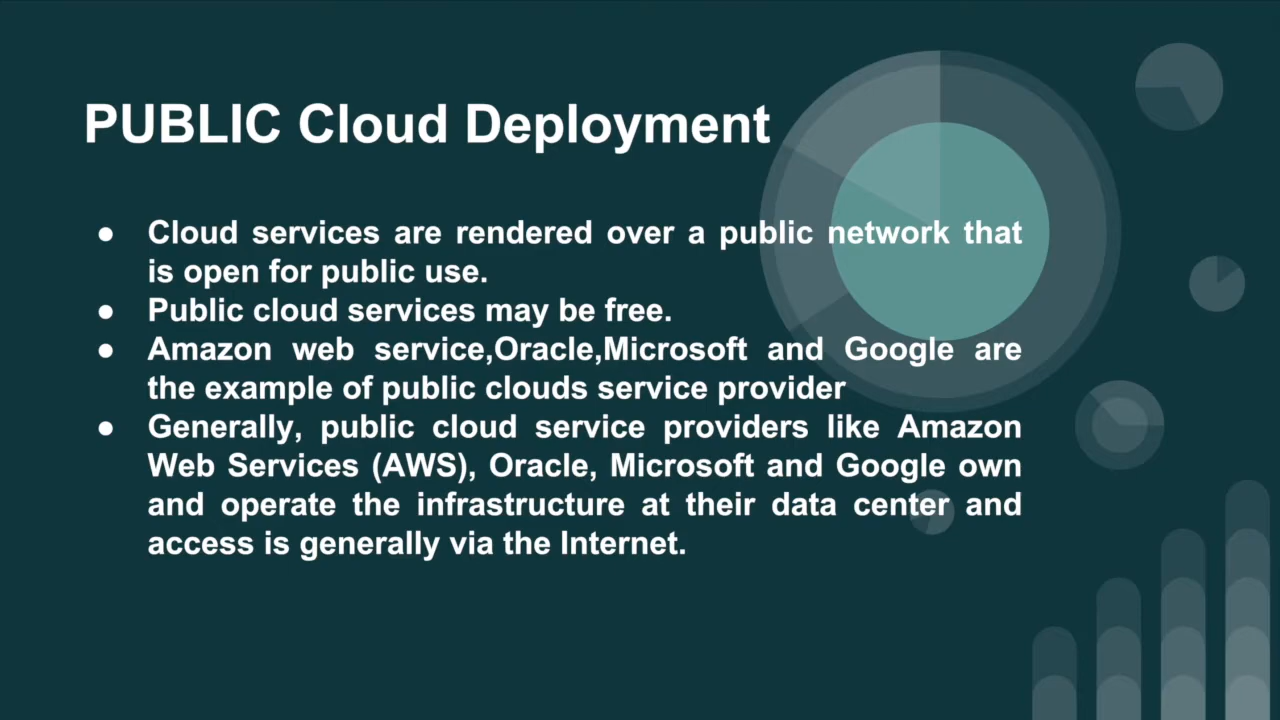 PUBLIC Cloud Deployment
● Cloud services are rendered over a public network that
is open for public use.
● Public cloud services may be free.
● Amazon web service,Oracle,Microsoft and Google are
the example of public clouds service provider
● Generally, public cloud service providers like Amazon
Web Services (AWS), Oracle, Microsoft and Google own
and operate the infrastructure at their data center and
access is generally via the Internet.